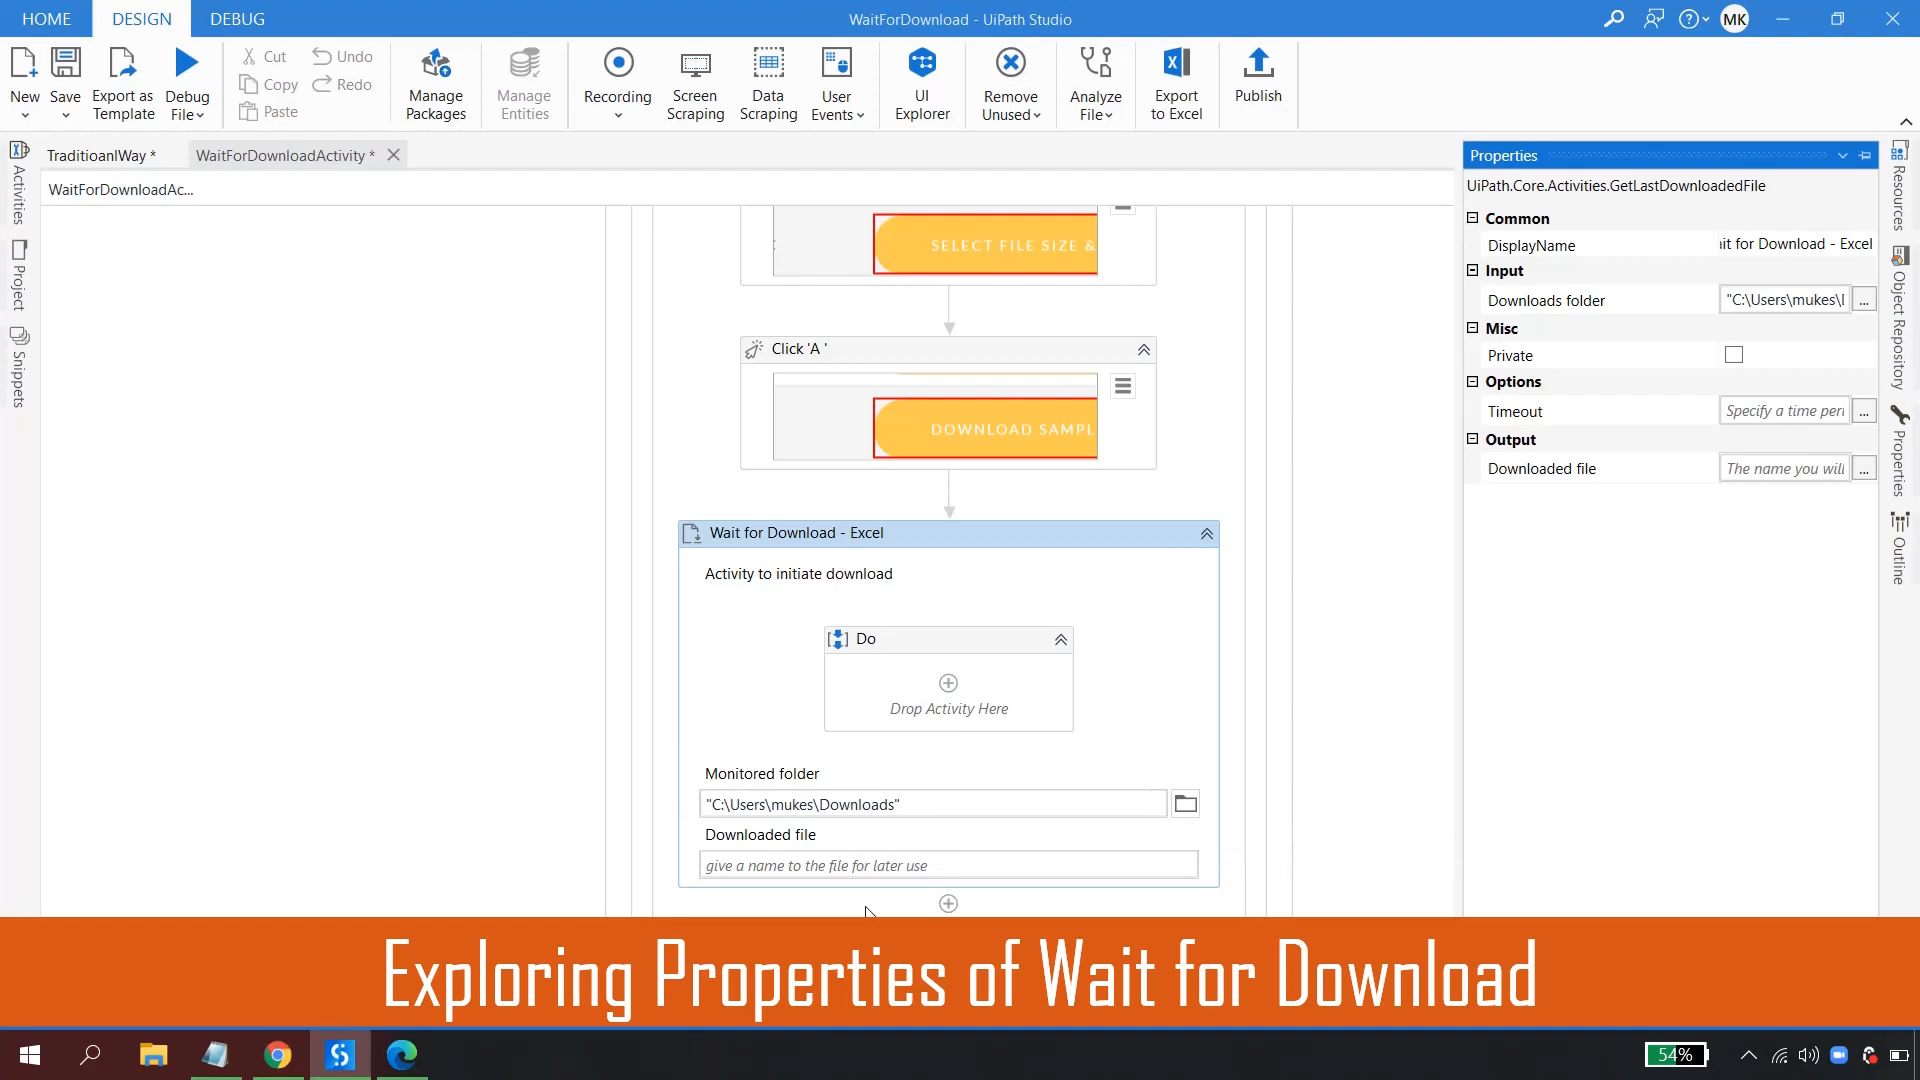 HOME
DESIGN
DEBUG
WaitForDownload - UiPath Studio
MK
New
Save
Export as
Template
Debug
File
Cut
Copy
Paste
Undo
Redo
Manage
Packages
Manage
Entities
Recording
Screen
Scraping
Data
Scraping
User
Events
UI
Explorer
Remove
Unused
Analyze
File
Export
to Excel
Publish
Activities
Project
Snippets
TraditioanlWay *
WaitForDownloadActivity *
WaitForDownloadAc...
SELECT FILE SIZE &
Click 'A '
DOWNLOAD SAMPL
Wait for Download - Excel
Activity to initiate download
Do
Drop Activity Here
Monitored folder
"C:\Users\mukes\Downloads"
Downloaded file
give a name to the file for later use
Properties
UiPath.Core.Activities.GetLastDownloadedFile
Common
DisplayName
it for Download - Excel
Input
Downloads folder
"C:\Users\mukes\
...
Misc
Private
Options
Timeout
Specify a time peri
...
Output
Downloaded file
The name you will
...
Resources
Object Repository
Properties
Outline
Exploring Properties of Wait for Download
54%